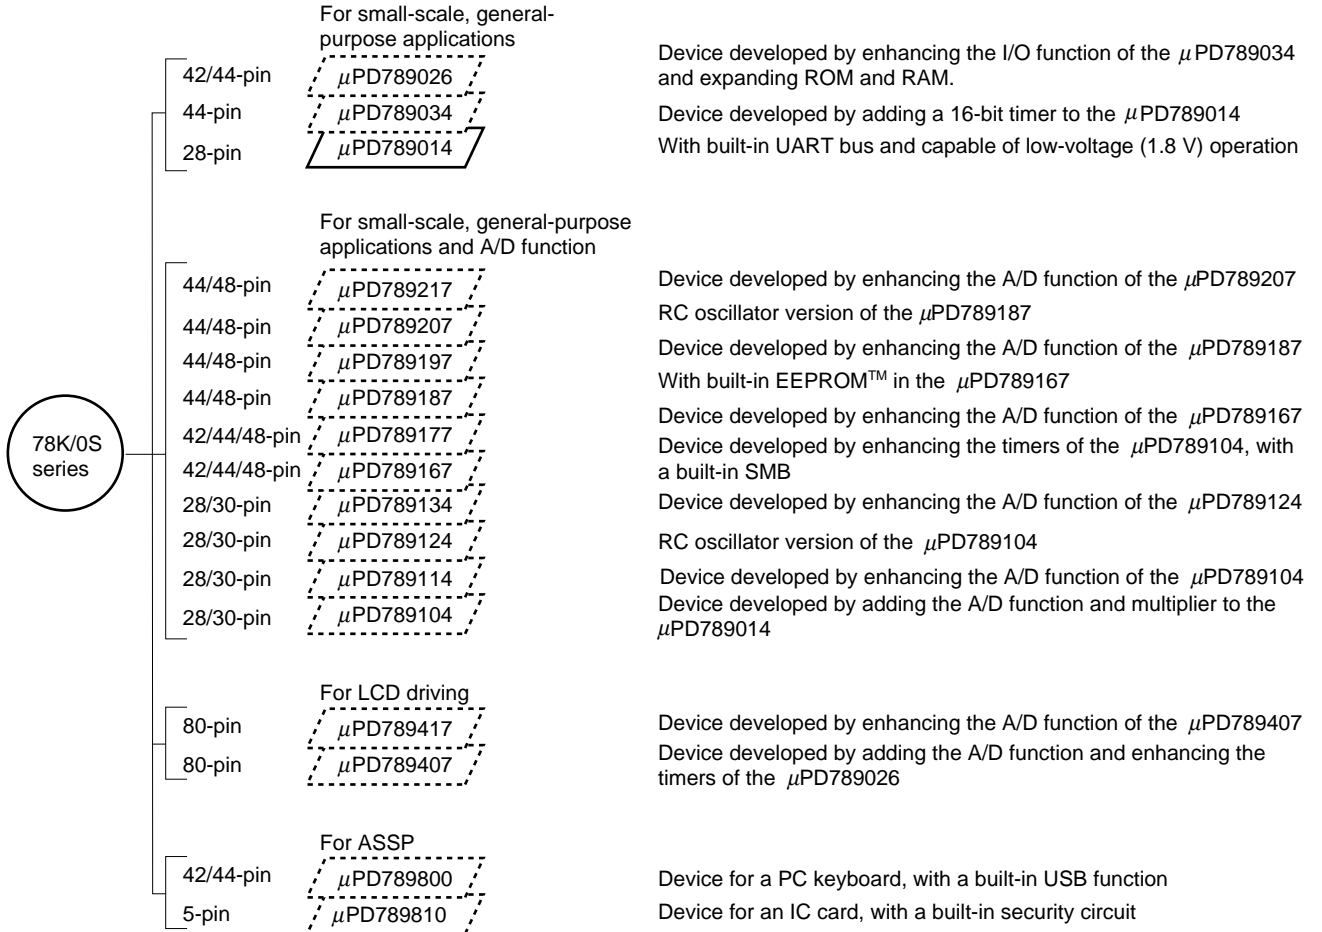 For small-scale, general-
purpose applications
42/44-pin μPD789026 Device developed by enhancing the I/O function of the μPD789034
and expanding ROM and RAM.
44-pin μPD789034 Device developed by adding a 16-bit timer to the μPD789014
28-pin μPD789014 With built-in UART bus and capable of low-voltage (1.8 V) operation
For small-scale, general-purpose
applications and A/D function
44/48-pin μPD789217 Device developed by enhancing the A/D function of the μPD789207
44/48-pin μPD789207 RC oscillator version of the μPD789187
44/48-pin μPD789197 Device developed by enhancing the A/D function of the μPD789187
44/48-pin μPD789187 With built-in EEPROM™ in the μPD789167
42/44/48-pin μPD789177 Device developed by enhancing the A/D function of the μPD789167
42/44/48-pin μPD789167 Device developed by enhancing the timers of the μPD789104, with
a built-in SMB
28/30-pin μPD789134 Device developed by enhancing the A/D function of the μPD789124
28/30-pin μPD789124 RC oscillator version of the μPD789104
28/30-pin μPD789114 Device developed by enhancing the A/D function of the μPD789104
28/30-pin μPD789104 Device developed by adding the A/D function and multiplier to the
μPD789014
78K/0S
series
For LCD driving
80-pin μPD789417 Device developed by enhancing the A/D function of the μPD789407
80-pin μPD789407 Device developed by adding the A/D function and enhancing the
timers of the μPD789026
For ASSP
42/44-pin μPD789800 Device for a PC keyboard, with a built-in USB function
5-pin μPD789810 Device for an IC card, with a built-in security circuit